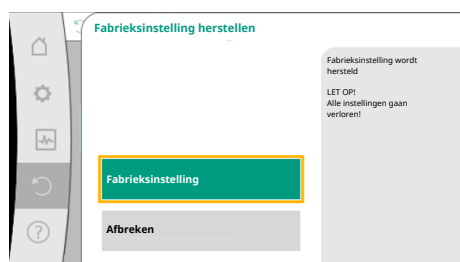 Fabrieksinstelling herstellen
Fabrieksinstelling wordt
hersteld
LET OP!
Alle instellingen gaan
verloren!
Fabrieksinstelling
Afbreken
?